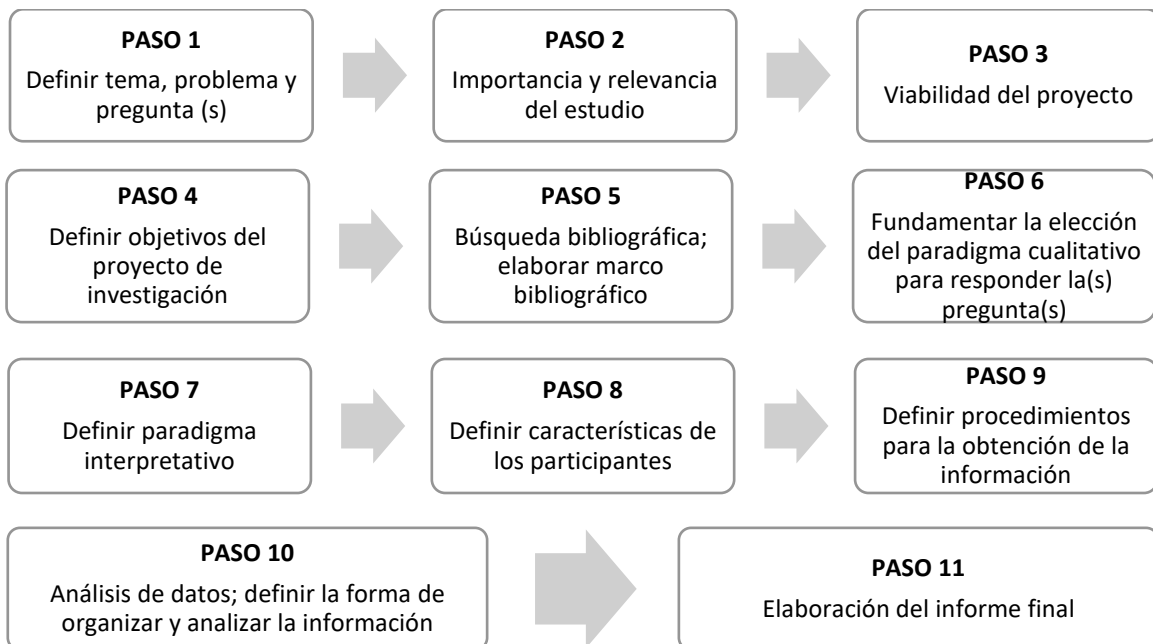 PASO 1
Definir tema, problema y
pregunta (s)
PASO 2
Importancia y relevancia
del estudio
PASO 3
Viabilidad del proyecto
PASO 4
Definir objetivos del
proyecto de
investigación
PASO 5
Búsqueda bibliográfica;
elaborar marco
bibliográfico
PASO 6
Fundamentar la elección
del paradigma cualitativo
para responder la(s)
pregunta(s)
PASO 7
Definir paradigma
interpretativo
PASO 8
Definir características de
los participantes
PASO 9
Definir procedimientos
para la obtención de la
información
PASO 10
Análisis de datos; definir la forma de
organizar y analizar la información
PASO 11
Elaboración del informe final